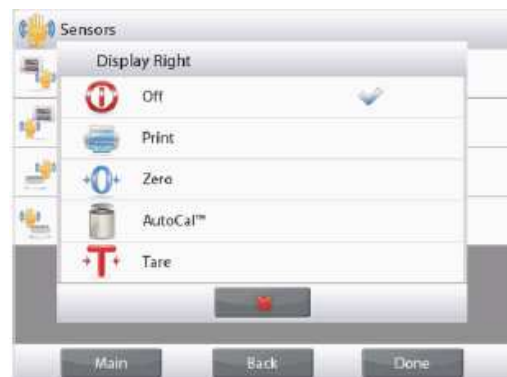 Sensors
Display Right
Off
Print
Zero
AutoCal™
Tare
Main Back Done